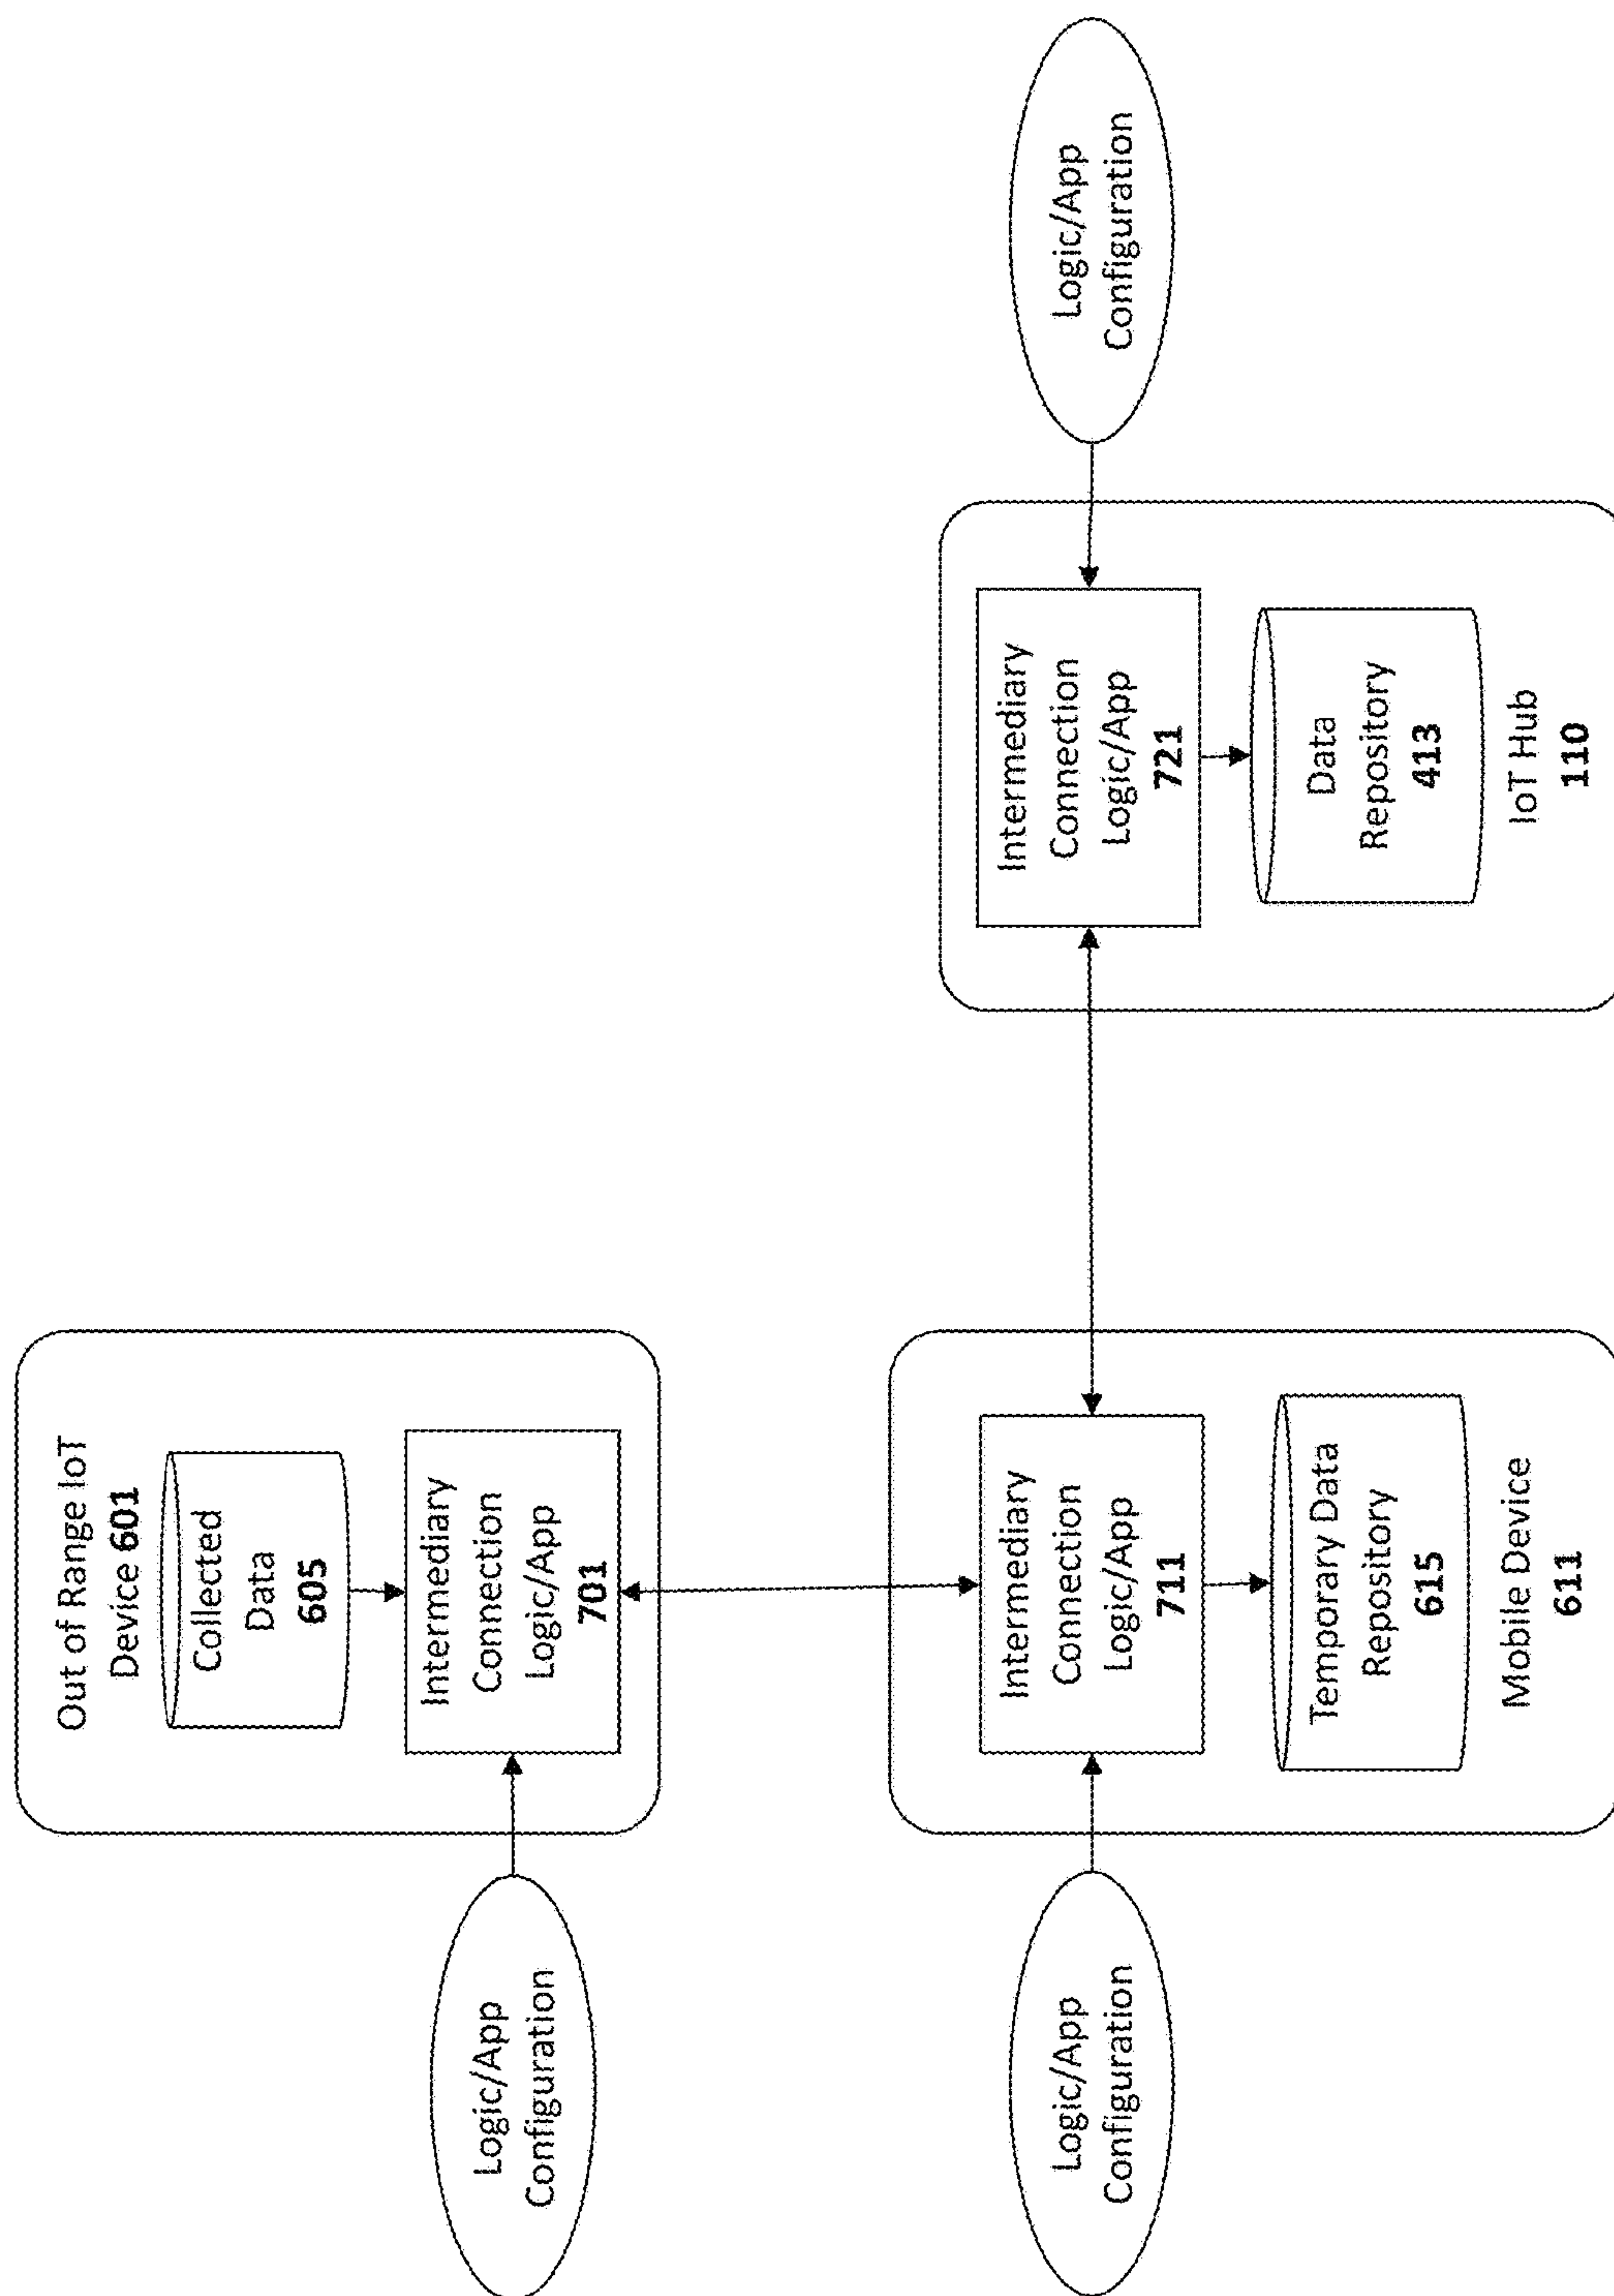 Out of Range IoT
Device 601
Collected
Data
605
Intermediary
Connection
Logic/App
701
Logic/App
Configuration
Intermediary
Connection
Logic/App
711
Temporary Data
Repository
615
Mobile Device
611
Logic/App
Configuration
Intermediary
Connection
Logic/App
721
Data
Repository
413
IoT Hub
110
Logic/App
Configuration